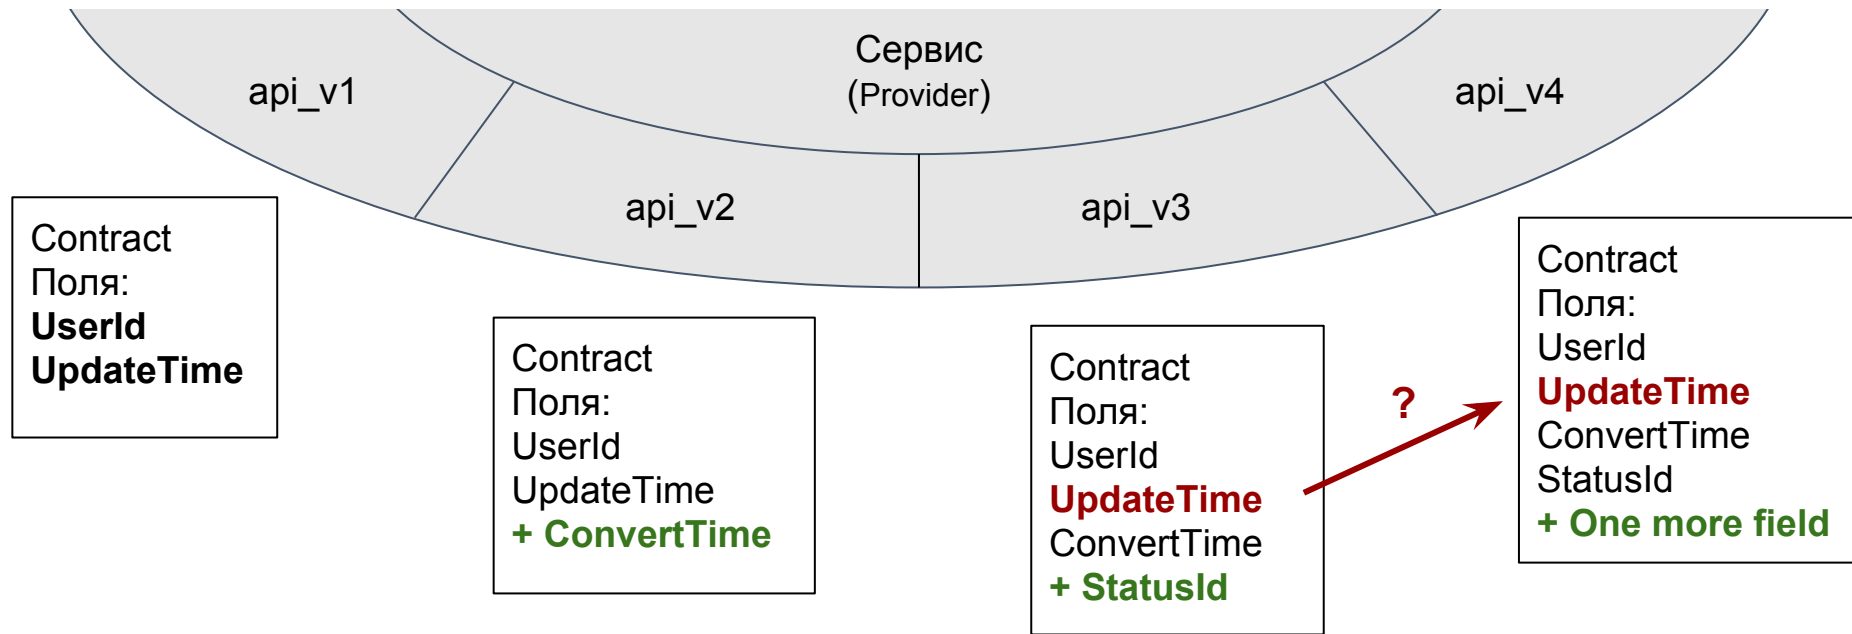 Сервис
(Provider)
api_v1
api_v2
api_v3
api_v4
Contract
Поля:
UserId
UpdateTime
Contract
Поля:
UserId
UpdateTime
+ ConvertTime
Contract
Поля:
UserId
UpdateTime
ConvertTime
+ StatusId
?
Contract
Поля:
UserId
UpdateTime
ConvertTime
StatusId
+ One more field